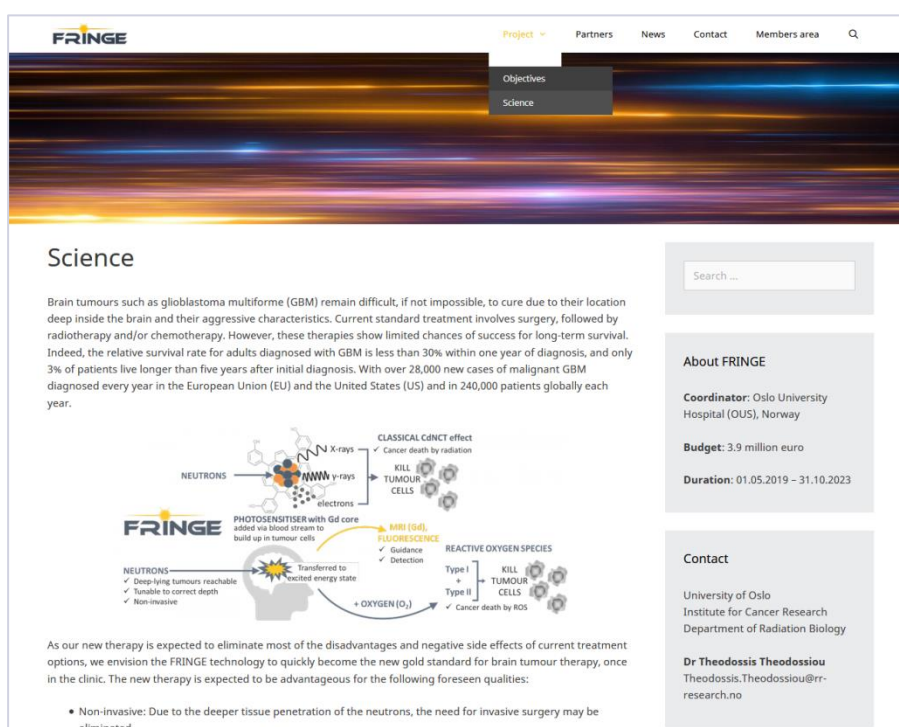 FRINGE
Project
Partners
News
Contact
Members area
Objectives
Science
Science
Brain tumours such as glioblastoma multiforme (GBM) remain difficult, if not impossible, to cure due to their location
deep inside the brain and their aggressive characteristics. Current standard treatment involves surgery, followed by
radiotherapy and/or chemotherapy. However, these therapies show limited chances of success for long-term survival.
Indeed, the relative survival rate for adults diagnosed with GBM is less than 30% within one year of diagnosis, and only
3% of patients live longer than five years after initial diagnosis. With over 28,000 new cases of malignant GBM
diagnosed every year in the European Union (EU) and the United States (US) and in 240,000 patients globally each
year.
NEUTRONS
X-rays
γ-rays
electrons
CLASSICAL CdNCT effect
✓ Cancer death by radiation
KILL
TUMOUR
CELLS
FRINGE
PHOTOSENSITISER with Gd core
added via blood stream to
build up in tumour cells
MRI (Gd),
FLUORESCENCE
✓ Guidance
✓ Detection
NEUTRONS
✓ Deep-lying tumours reachable
✓ Tunable to correct depth
✓ Non-invasive
Transferred to
excited energy state
+ OXYGEN (O₂)
REACTIVE OXYGEN SPECIES
Type I
+
Type II
KILL
TUMOUR
CELLS
✓ Cancer death by ROS
As our new therapy is expected to eliminate most of the disadvantages and negative side effects of current treatment
options, we envision the FRINGE technology to quickly become the new gold standard for brain tumour therapy, once
in the clinic. The new therapy is expected to be advantageous for the following foreseen qualities:
• Non-invasive: Due to the deeper tissue penetration of the neutrons, the need for invasive surgery may be
Search ...
About FRINGE
Coordinator: Oslo University
Hospital (OUS), Norway
Budget: 3.9 million euro
Duration: 01.05.2019 – 31.10.2023
Contact
University of Oslo
Institute for Cancer Research
Department of Radiation Biology
Dr Theodossis Theodossiou
Theodossis.Theodossiou@rr-
research.no